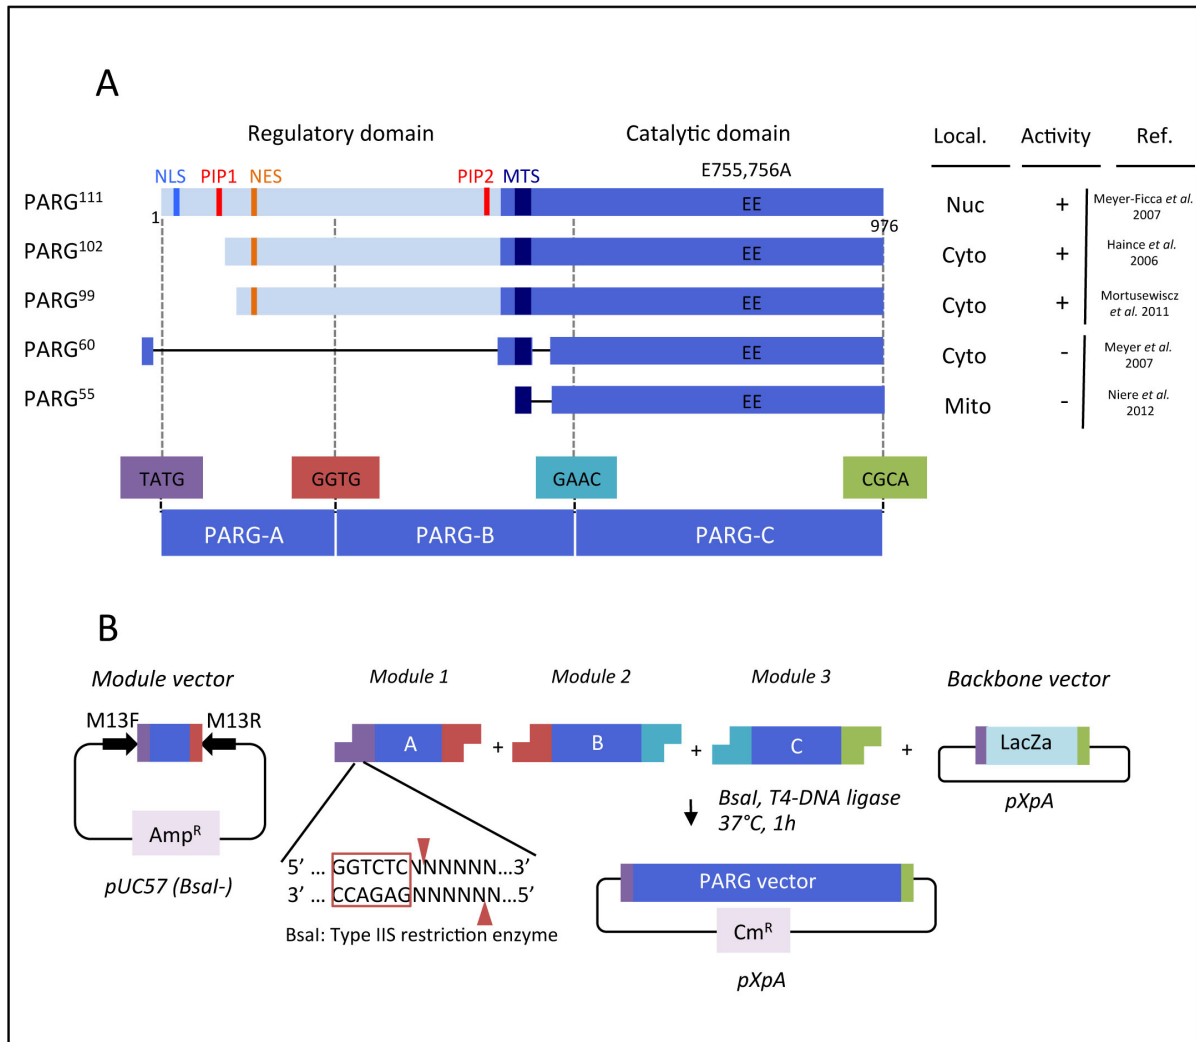 A
Regulatory domain
Catalytic domain
Local.
Activity
Ref.
E755,756A
NLS
PIP1
NES
PIP2
MTS
PARG111
1
EE
976
Nuc
+
Meyer-Ficca et al.
2007
PARG102
EE
Cyto
+
Haince et al.
2006
PARG99
EE
Cyto
+
Mortusewiscz
et al. 2011
PARG60
EE
Cyto
-
Meyer et al.
2007
PARG55
EE
Mito
-
Niere et al.
2012
TATG
GGTG
GAAC
CGCA
PARG-A
PARG-B
PARG-C
B
Module vector
M13F
M13R
AmpR
pUC57 (BsaI-)
Module 1
Module 2
Module 3
Backbone vector
A
+
B
+
C
+
LacZa
pXpA
BsaI, T4-DNA ligase
37°C, 1h
5’ ... GGTCTCNNNNNN...3’
3’ ... CCAGAGNNNNNN...5’
BsaI: Type IIS restriction enzyme
PARG vector
CmR
pXpA